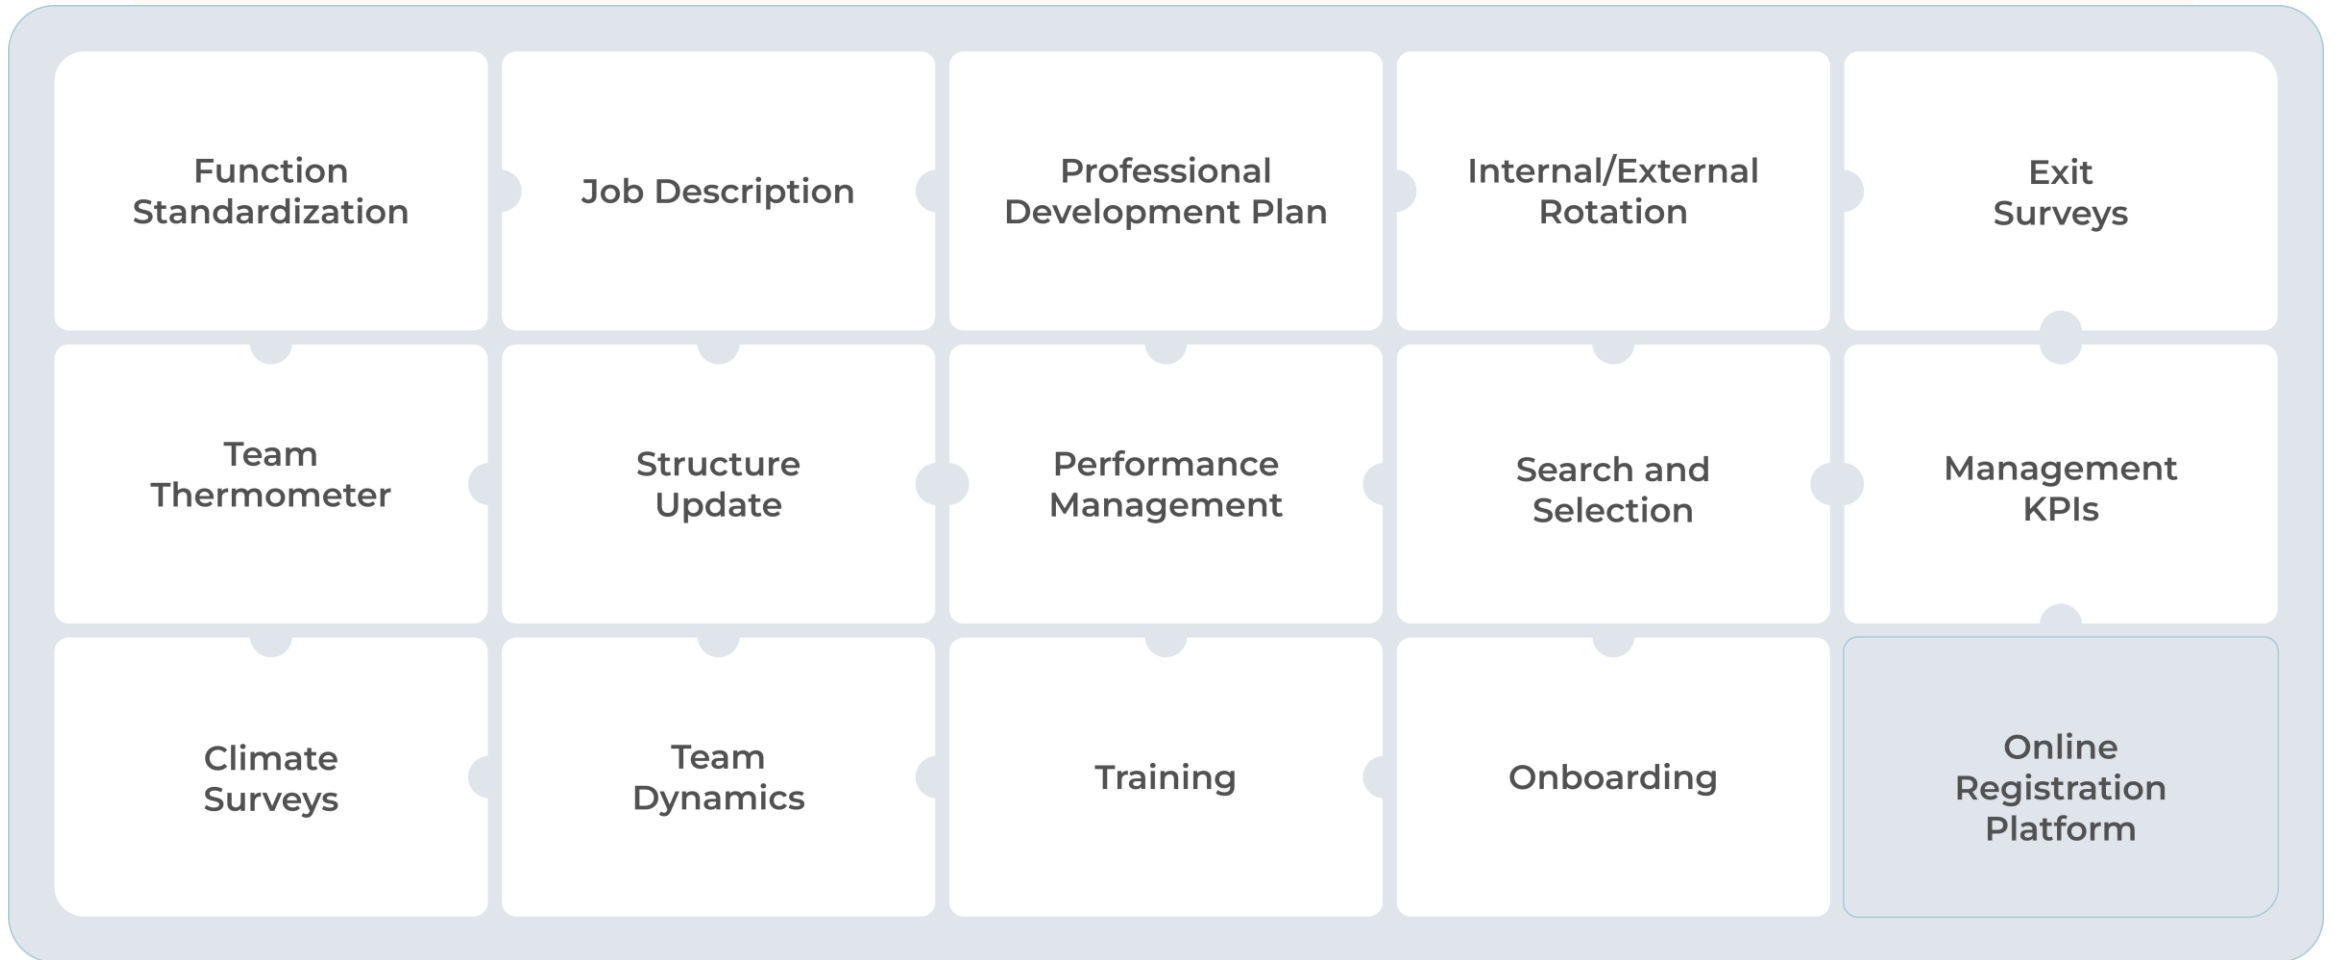 Function
Standardization
Job Description
Professional
Development Plan
Internal/External
Rotation
Exit
Surveys
Team
Thermometer
Structure
Update
Performance
Management
Search and
Selection
Management
KPIs
Climate
Surveys
Team
Dynamics
Training
Onboarding
Online
Registration
Platform